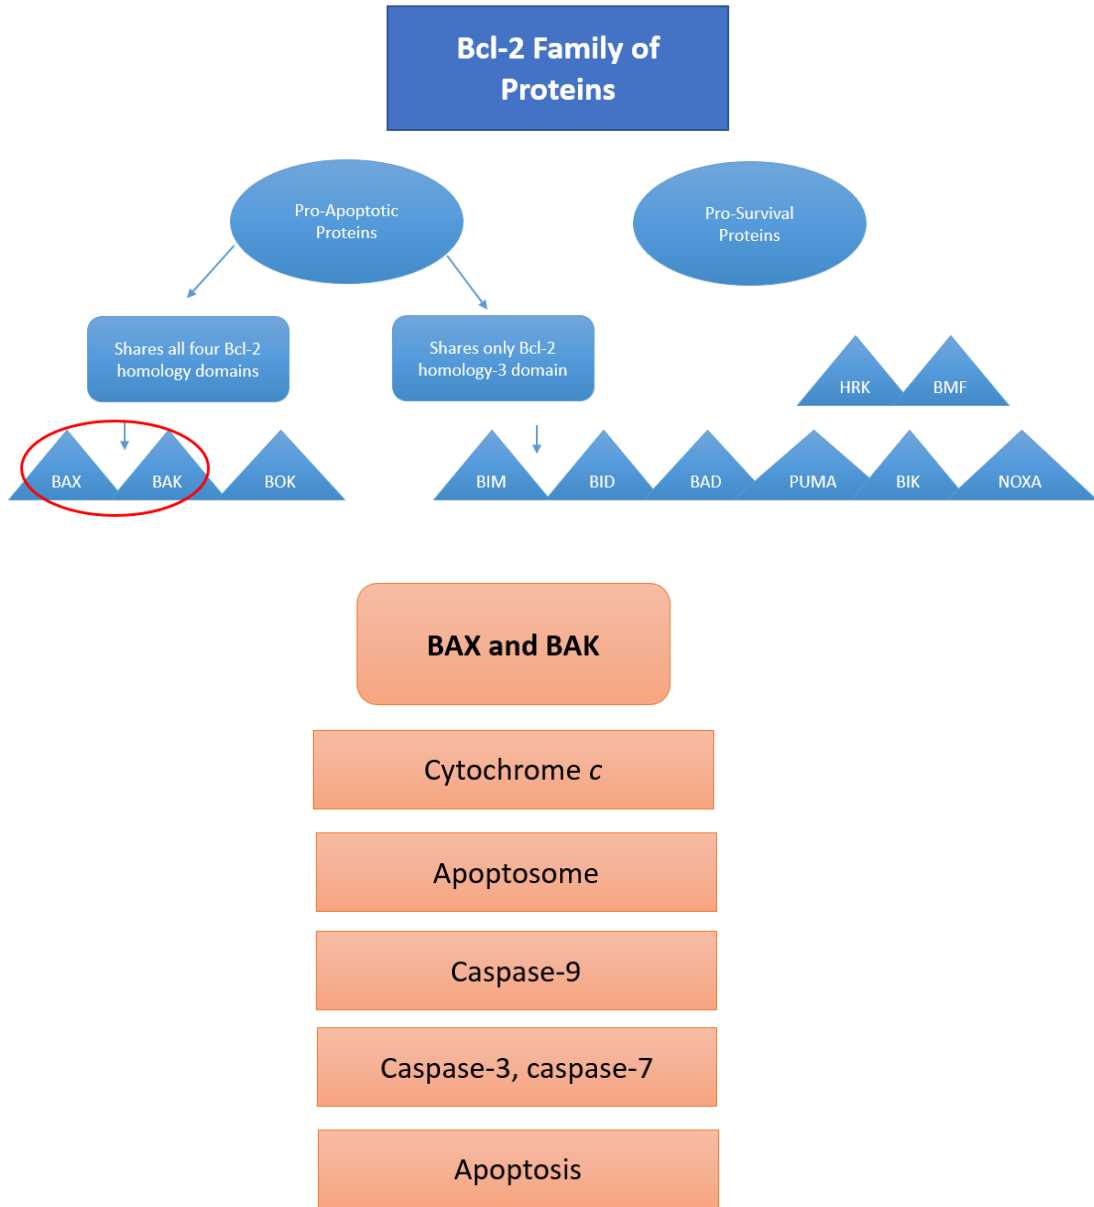 Bcl-2 Family of
Proteins
Pro-Apoptotic
Proteins
Pro-Survival
Proteins
Shares all four Bcl-2
homology domains
Shares only Bcl-2
homology-3 domain
HRK
BMF
BAX
BAK
BOK
BIM
BID
BAD
PUMA
BIK
NOXA
BAX and BAK
Cytochrome c
Apoptosome
Caspase-9
Caspase-3, caspase-7
Apoptosis